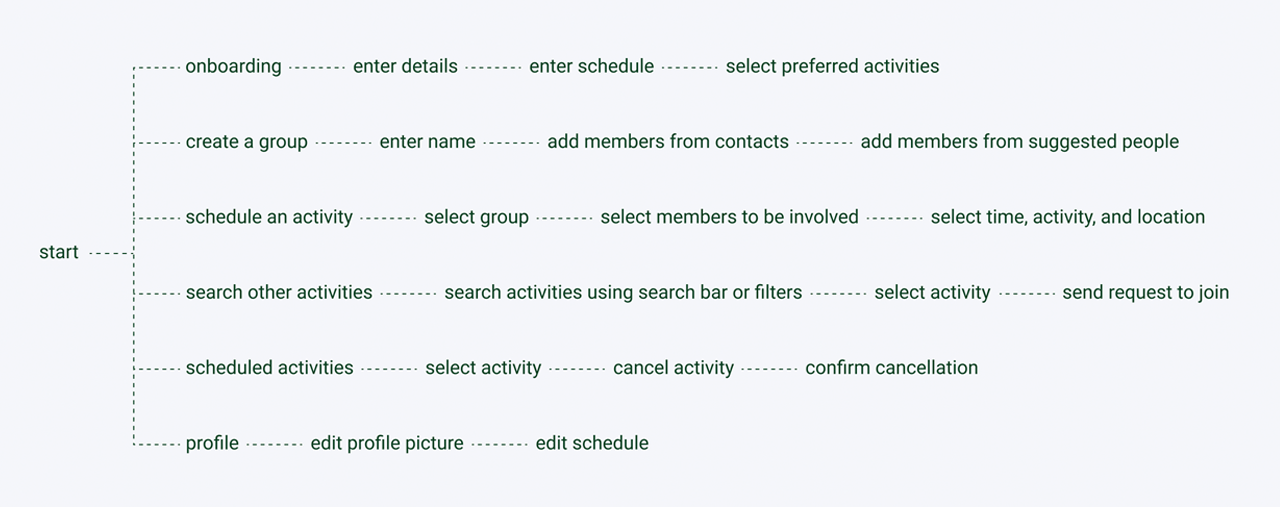 onboarding enter details enter schedule select preferred activities
create a group enter name add members from contacts add members from suggested people
schedule an activity select group select members to be involved select time, activity, and location
start
search other activities search activities using search bar or filters select activity send request to join
scheduled activities select activity cancel activity confirm cancellation
profile edit profile picture edit schedule